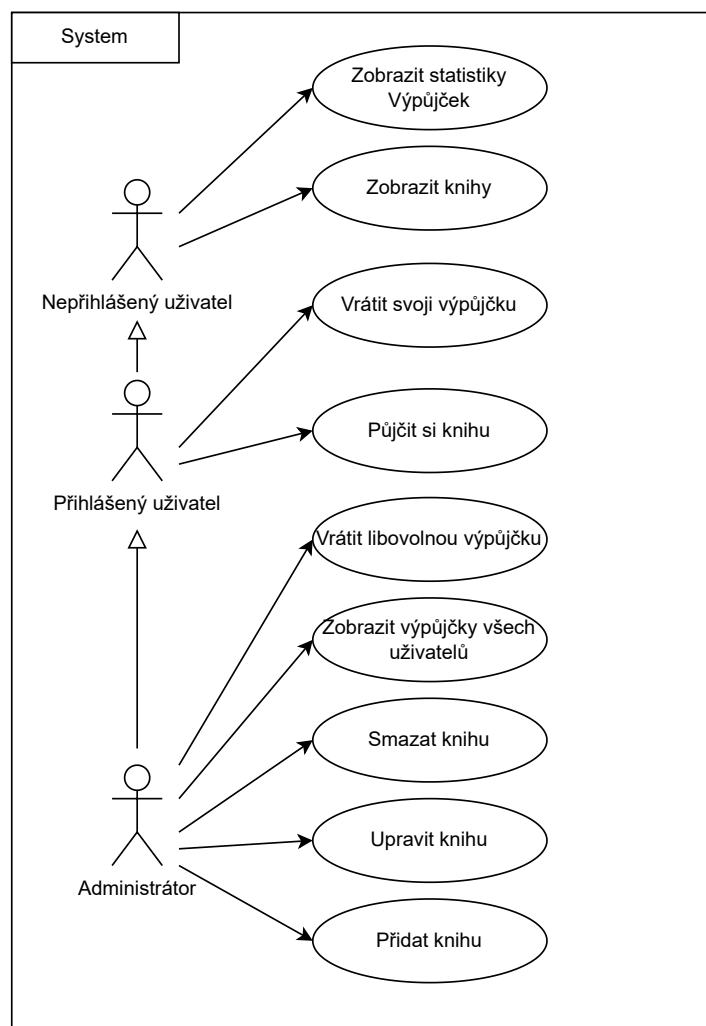 System
Zobrazit statistiky
Výpůjček
Zobrazit knihy
Nepřihlášený uživatel
Vrátit svoji výpůjčku
Půjčit si knihu
Přihlášený uživatel
Vrátit libovolnou výpůjčku
Zobrazit výpůjčky všech
uživatelů
Smazat knihu
Upravit knihu
Administrátor
Přidat knihu